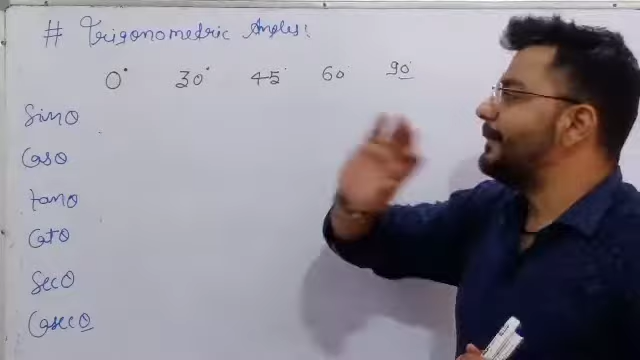 # Trigonometric Angles:
0° 30° 45° 60 90°
Sinθ
Cosθ
tanθ
Cotθ
Secθ
Cosecθ